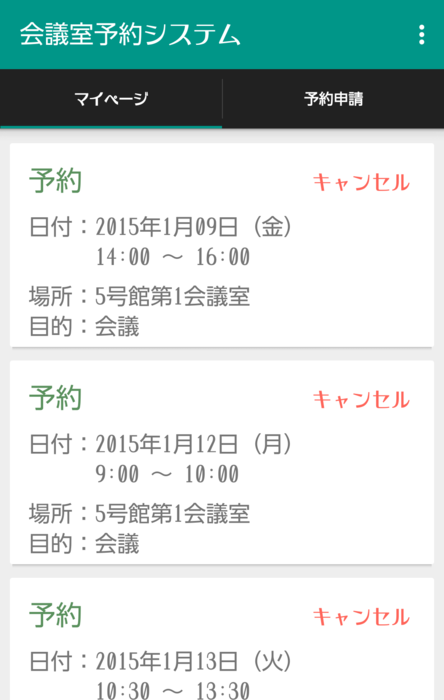 会議室予約システム
マイページ 予約申請
予約 キャンセル
日付：2015年1月09日（金）
14:00 ～ 16:00
場所：5号館第1会議室
目的：会議
予約 キャンセル
日付：2015年1月12日（月）
9:00 ～ 10:00
場所：5号館第1会議室
目的：会議
予約 キャンセル
日付：2015年1月13日（火）
10:30 ～ 13:30